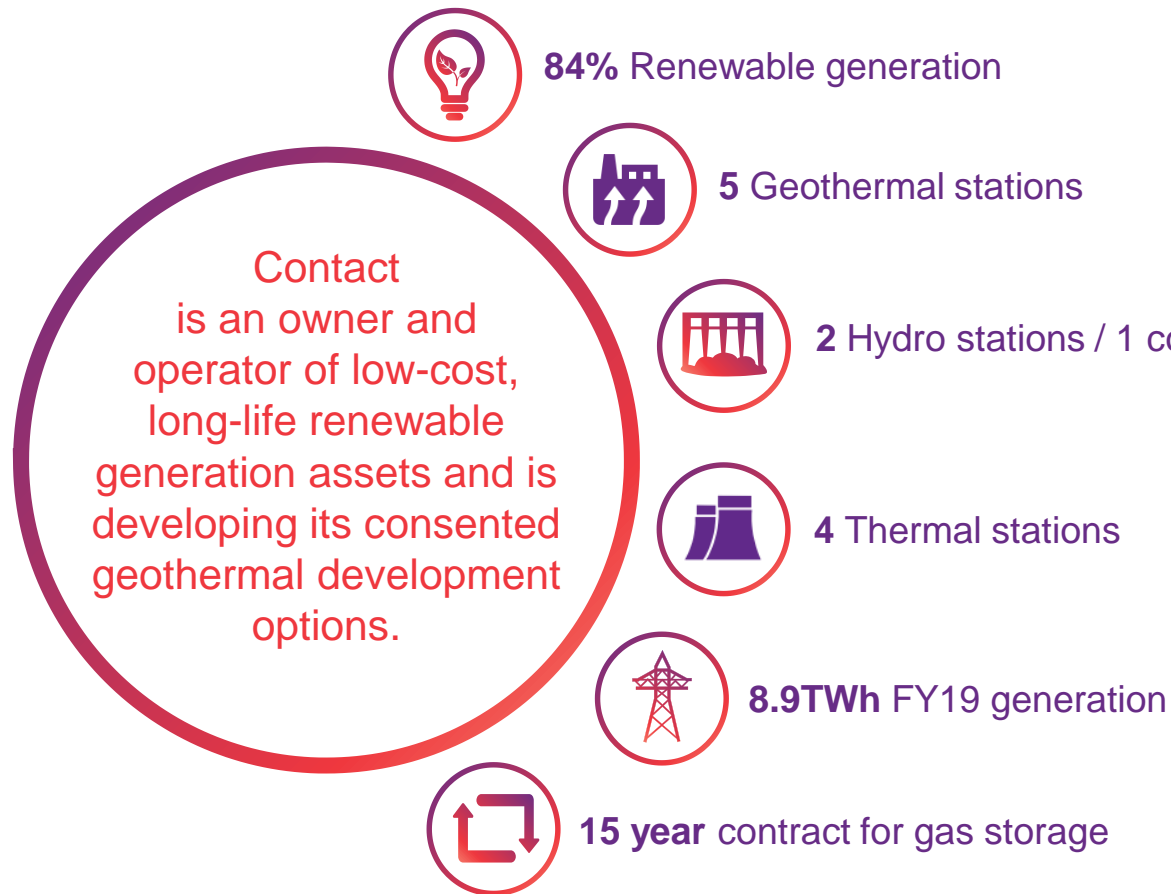 84% Renewable generation
5 Geothermal stations
Contact
is an owner and
operator of low-cost,
long-life renewable
generation assets and is
developing its consented
geothermal development
options.
2 Hydro stations / 1
4 Thermal stations
8.9TWh FY19 generation
15 year contract for gas storage